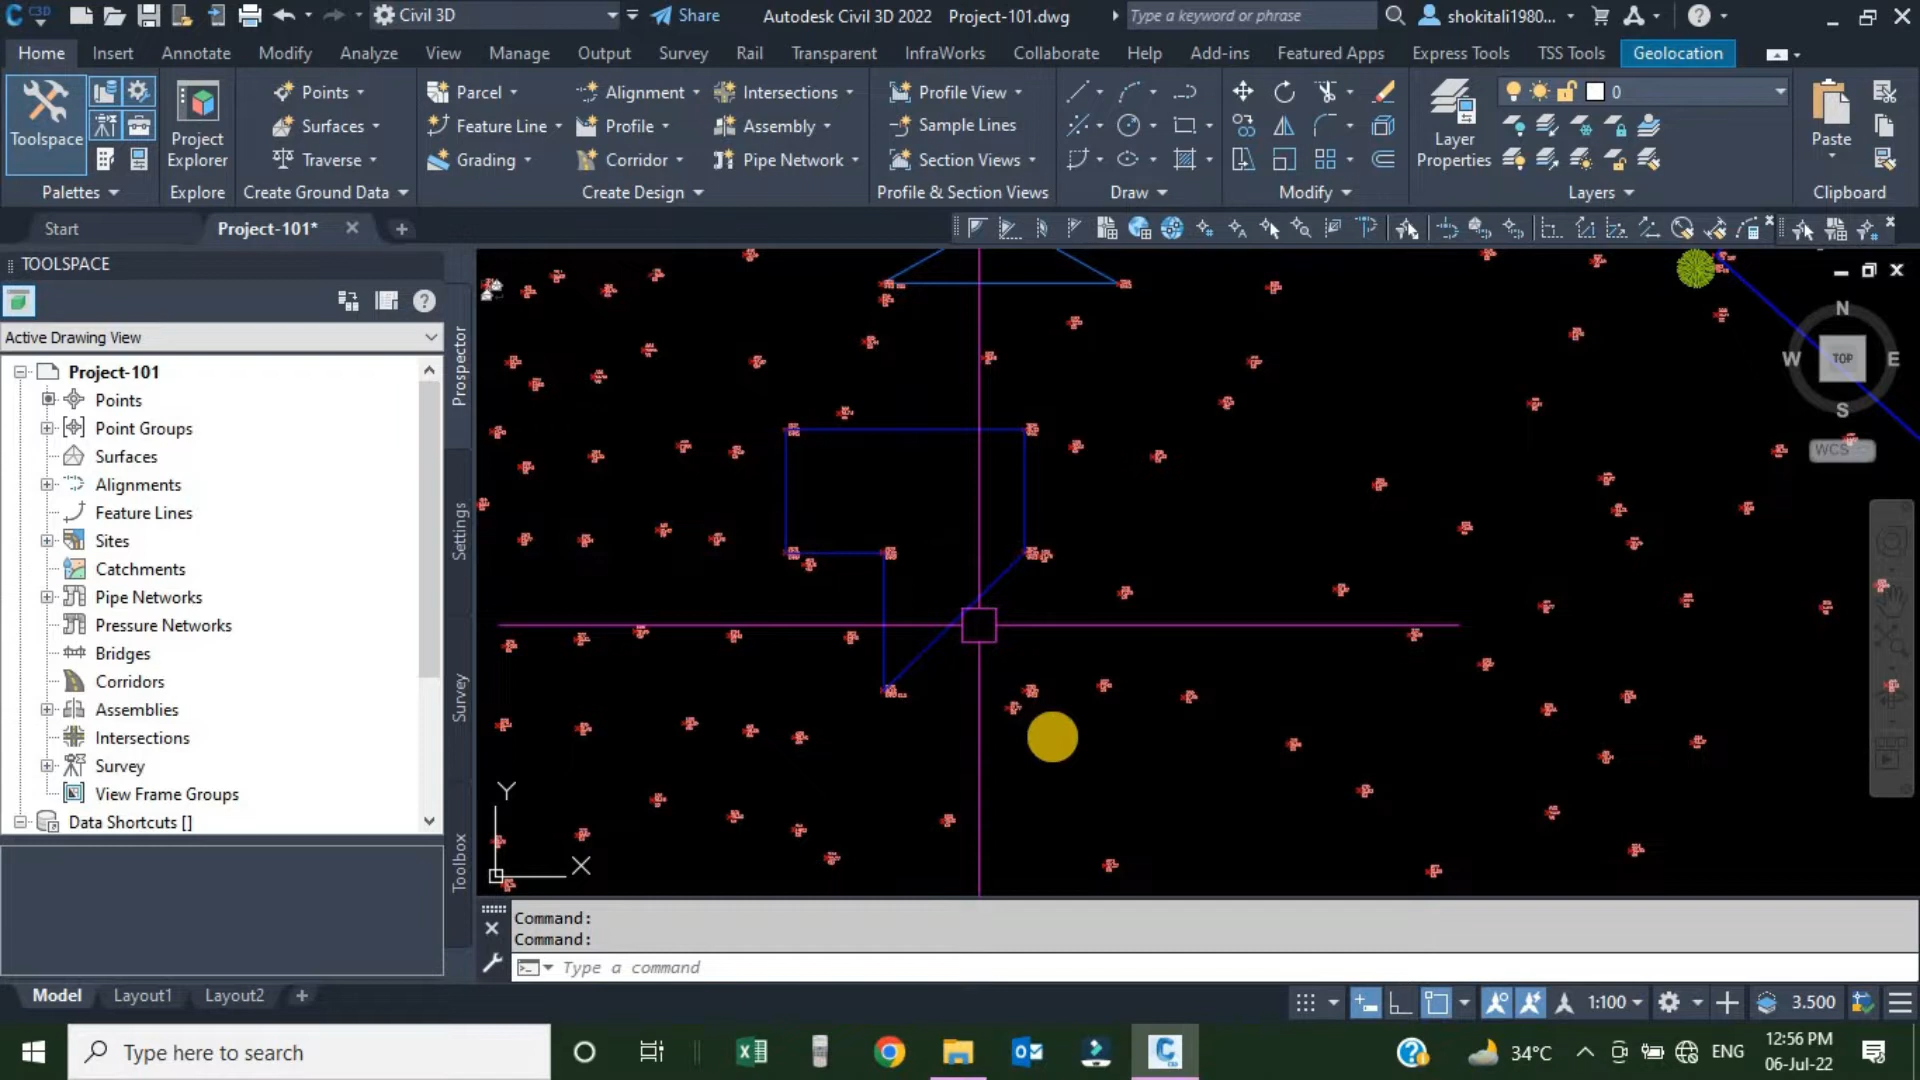 C3D Civil 3D Share Autodesk Civil 3D 2022 Project-101.dwg Type a keyword or phrase shokitali1980...
Home Insert Annotate Modify Analyze View Manage Output Survey Rail Transparent InfraWorks Collaborate Help Add-ins Featured Apps Express Tools TSS Tools Geolocation
Points Parcel Alignment Intersections Profile View 0
Surfaces Feature Line Profile Assembly Sample Lines
Toolspace Project Explorer Layer Properties Paste
Traverse Grading Corridor Pipe Network Section Views
Palettes Explore Create Ground Data Create Design Profile & Section Views Draw Modify Layers Clipboard
Start Project-101*
TOOLSPACE
Active Drawing View
Project-101
Points
Point Groups
Surfaces
Alignments
Feature Lines
Sites
Catchments
Pipe Networks
Pressure Networks
Bridges
Corridors
Assemblies
Intersections
Survey
View Frame Groups
Data Shortcuts []
Prospector
Settings
Survey
Toolbox
N
W TOP E
S
WCS
Y
X
Command:
Command:
Type a command
Model Layout1 Layout2 + 1:100 3.500
Type here to search 34°C ENG 12:56 PM
06-Jul-22